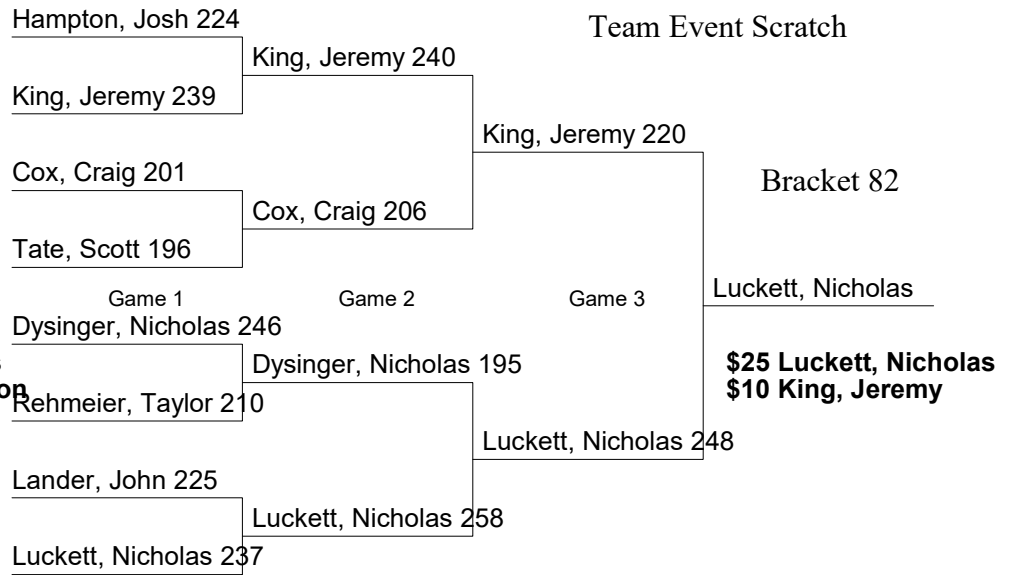 Hampton, Josh 224
Team Event Scratch
King, Jeremy 240
King, Jeremy 239
King, Jeremy 220
Cox, Craig 201
Bracket 82
Cox, Craig 206
Tate, Scott 196
Game 1
Game 2
Game 3
Luckett, Nicholas
Dysinger, Nicholas 246
Dysinger, Nicholas 195
$25 Luckett, Nicholas
$10 King, Jeremy
Rehmeier, Taylor 210
Luckett, Nicholas 248
Lander, John 225
Luckett, Nicholas 258
Luckett, Nicholas 237